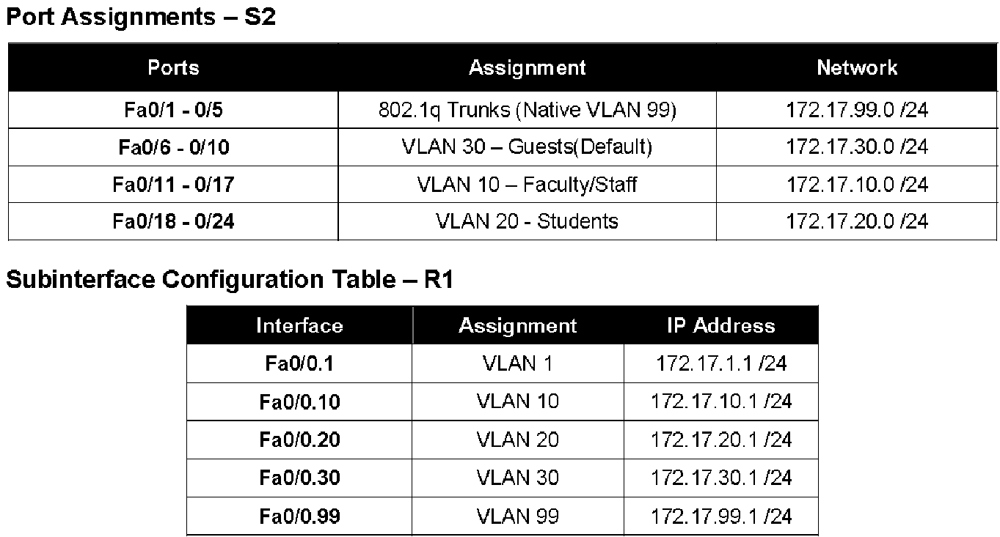 Port Assignments – S2
Ports Assignment Network
Fa0/1 - 0/5 802.1q Trunks (Native VLAN 99) 172.17.99.0 /24
Fa0/6 - 0/10 VLAN 30 – Guests(Default) 172.17.30.0 /24
Fa0/11 - 0/17 VLAN 10 – Faculty/Staff 172.17.10.0 /24
Fa0/18 - 0/24 VLAN 20 - Students 172.17.20.0 /24
Subinterface Configuration Table – R1
Interface Assignment IP Address
Fa0/0.1 VLAN 1 172.17.1.1 /24
Fa0/0.10 VLAN 10 172.17.10.1 /24
Fa0/0.20 VLAN 20 172.17.20.1 /24
Fa0/0.30 VLAN 30 172.17.30.1 /24
Fa0/0.99 VLAN 99 172.17.99.1 /24